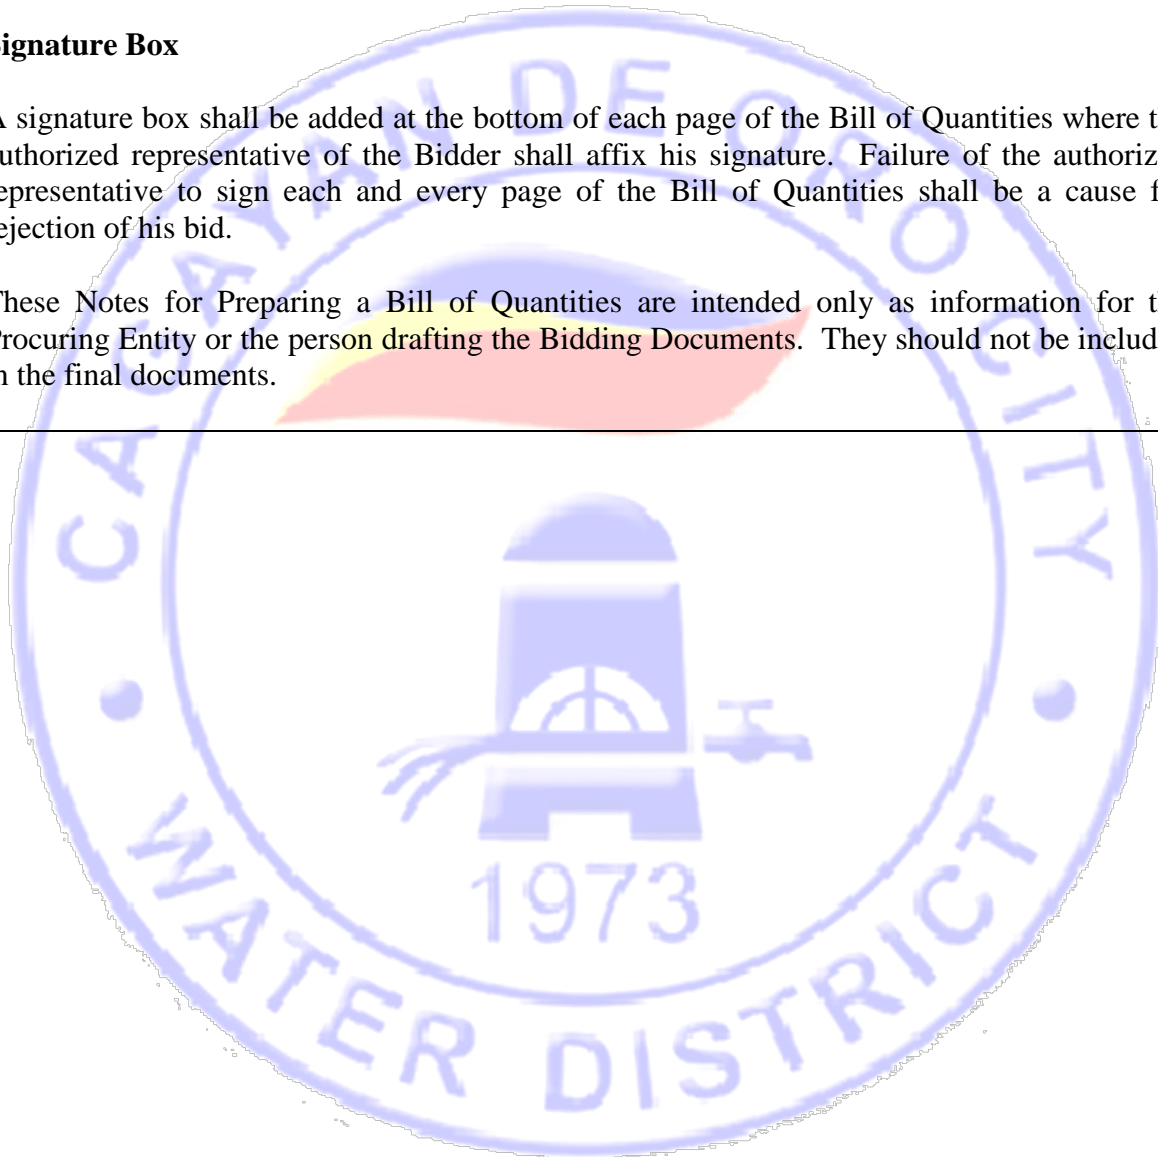 ignature Box
A signature box shall be added at the bottom of each page of the Bill of Quantities where t
uthorized representative of the Bidder shall affix his signature. Failure of the authoriz
epresentative to sign each and every page of the Bill of Quantities shall be a cause f
ejection of his bid.
These Notes for Preparing a Bill of Quantities are intended only as information for th
Procuring Entity or the person drafting the Bidding Documents. They should not be include
n the final documents.
CAGAYAN DE ORO CITY
1973
WATER DISTRICT